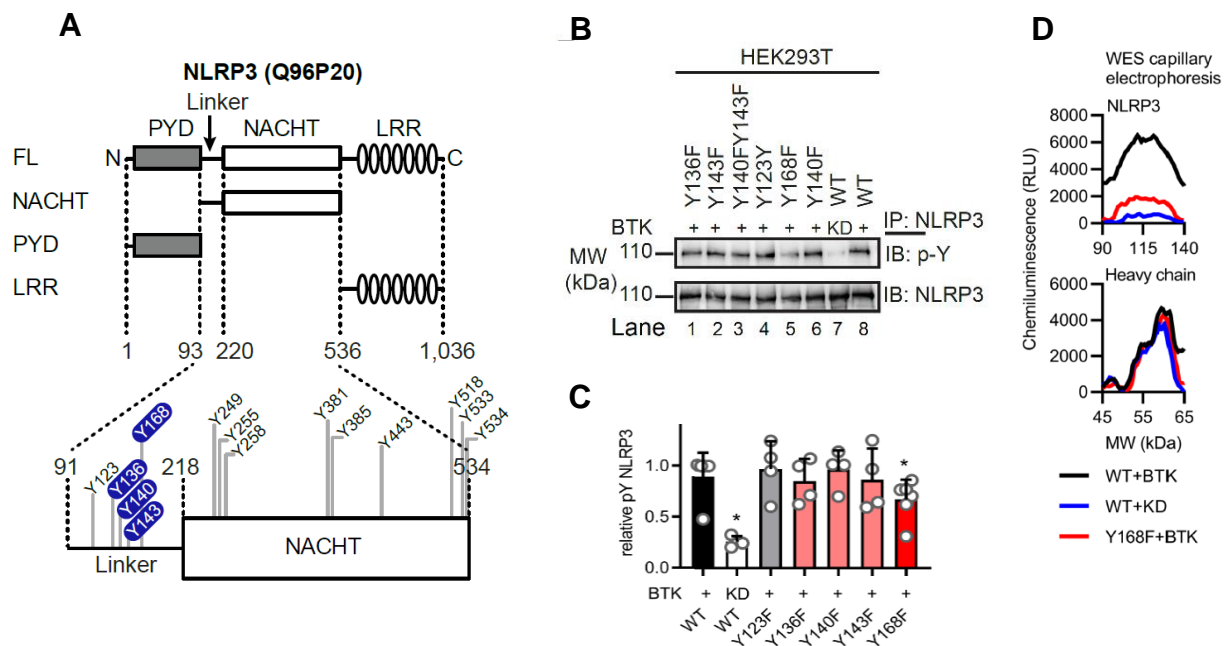 A
NLRP3 (Q96P20)
Linker
PYD NACHT LRR
FL N C
NACHT
PYD
LRR
1 93 220 536 1,036
Y168
Y249
Y255
Y258
Y381
Y385
Y443
Y518
Y533
Y534
91 218 534
Y123
Y136
Y140
Y143
Linker
NACHT
B
HEK293T
Y136F
Y143F
Y140FY143F
Y123Y
Y168F
Y140F
WT
WT
IP: NLRP3
BTK + + + + + + KD +
MW (kDa)
110 IB: p-Y
110 IB: NLRP3
Lane 1 2 3 4 5 6 7 8
C
relative pY NLRP3
1.0
0.5
0.0
* *
BTK + KD + + + + +
WT WT Y123F Y136F Y140F Y143F Y168F
D
WES capillary
electrophoresis
NLRP3
8000
6000
4000
2000
0
90 115 140
Heavy chain
8000
6000
4000
2000
0
45 55 65
Chemiluminescence (RLU)
MW (kDa)
WT+BTK
WT+KD
Y168F+BTK